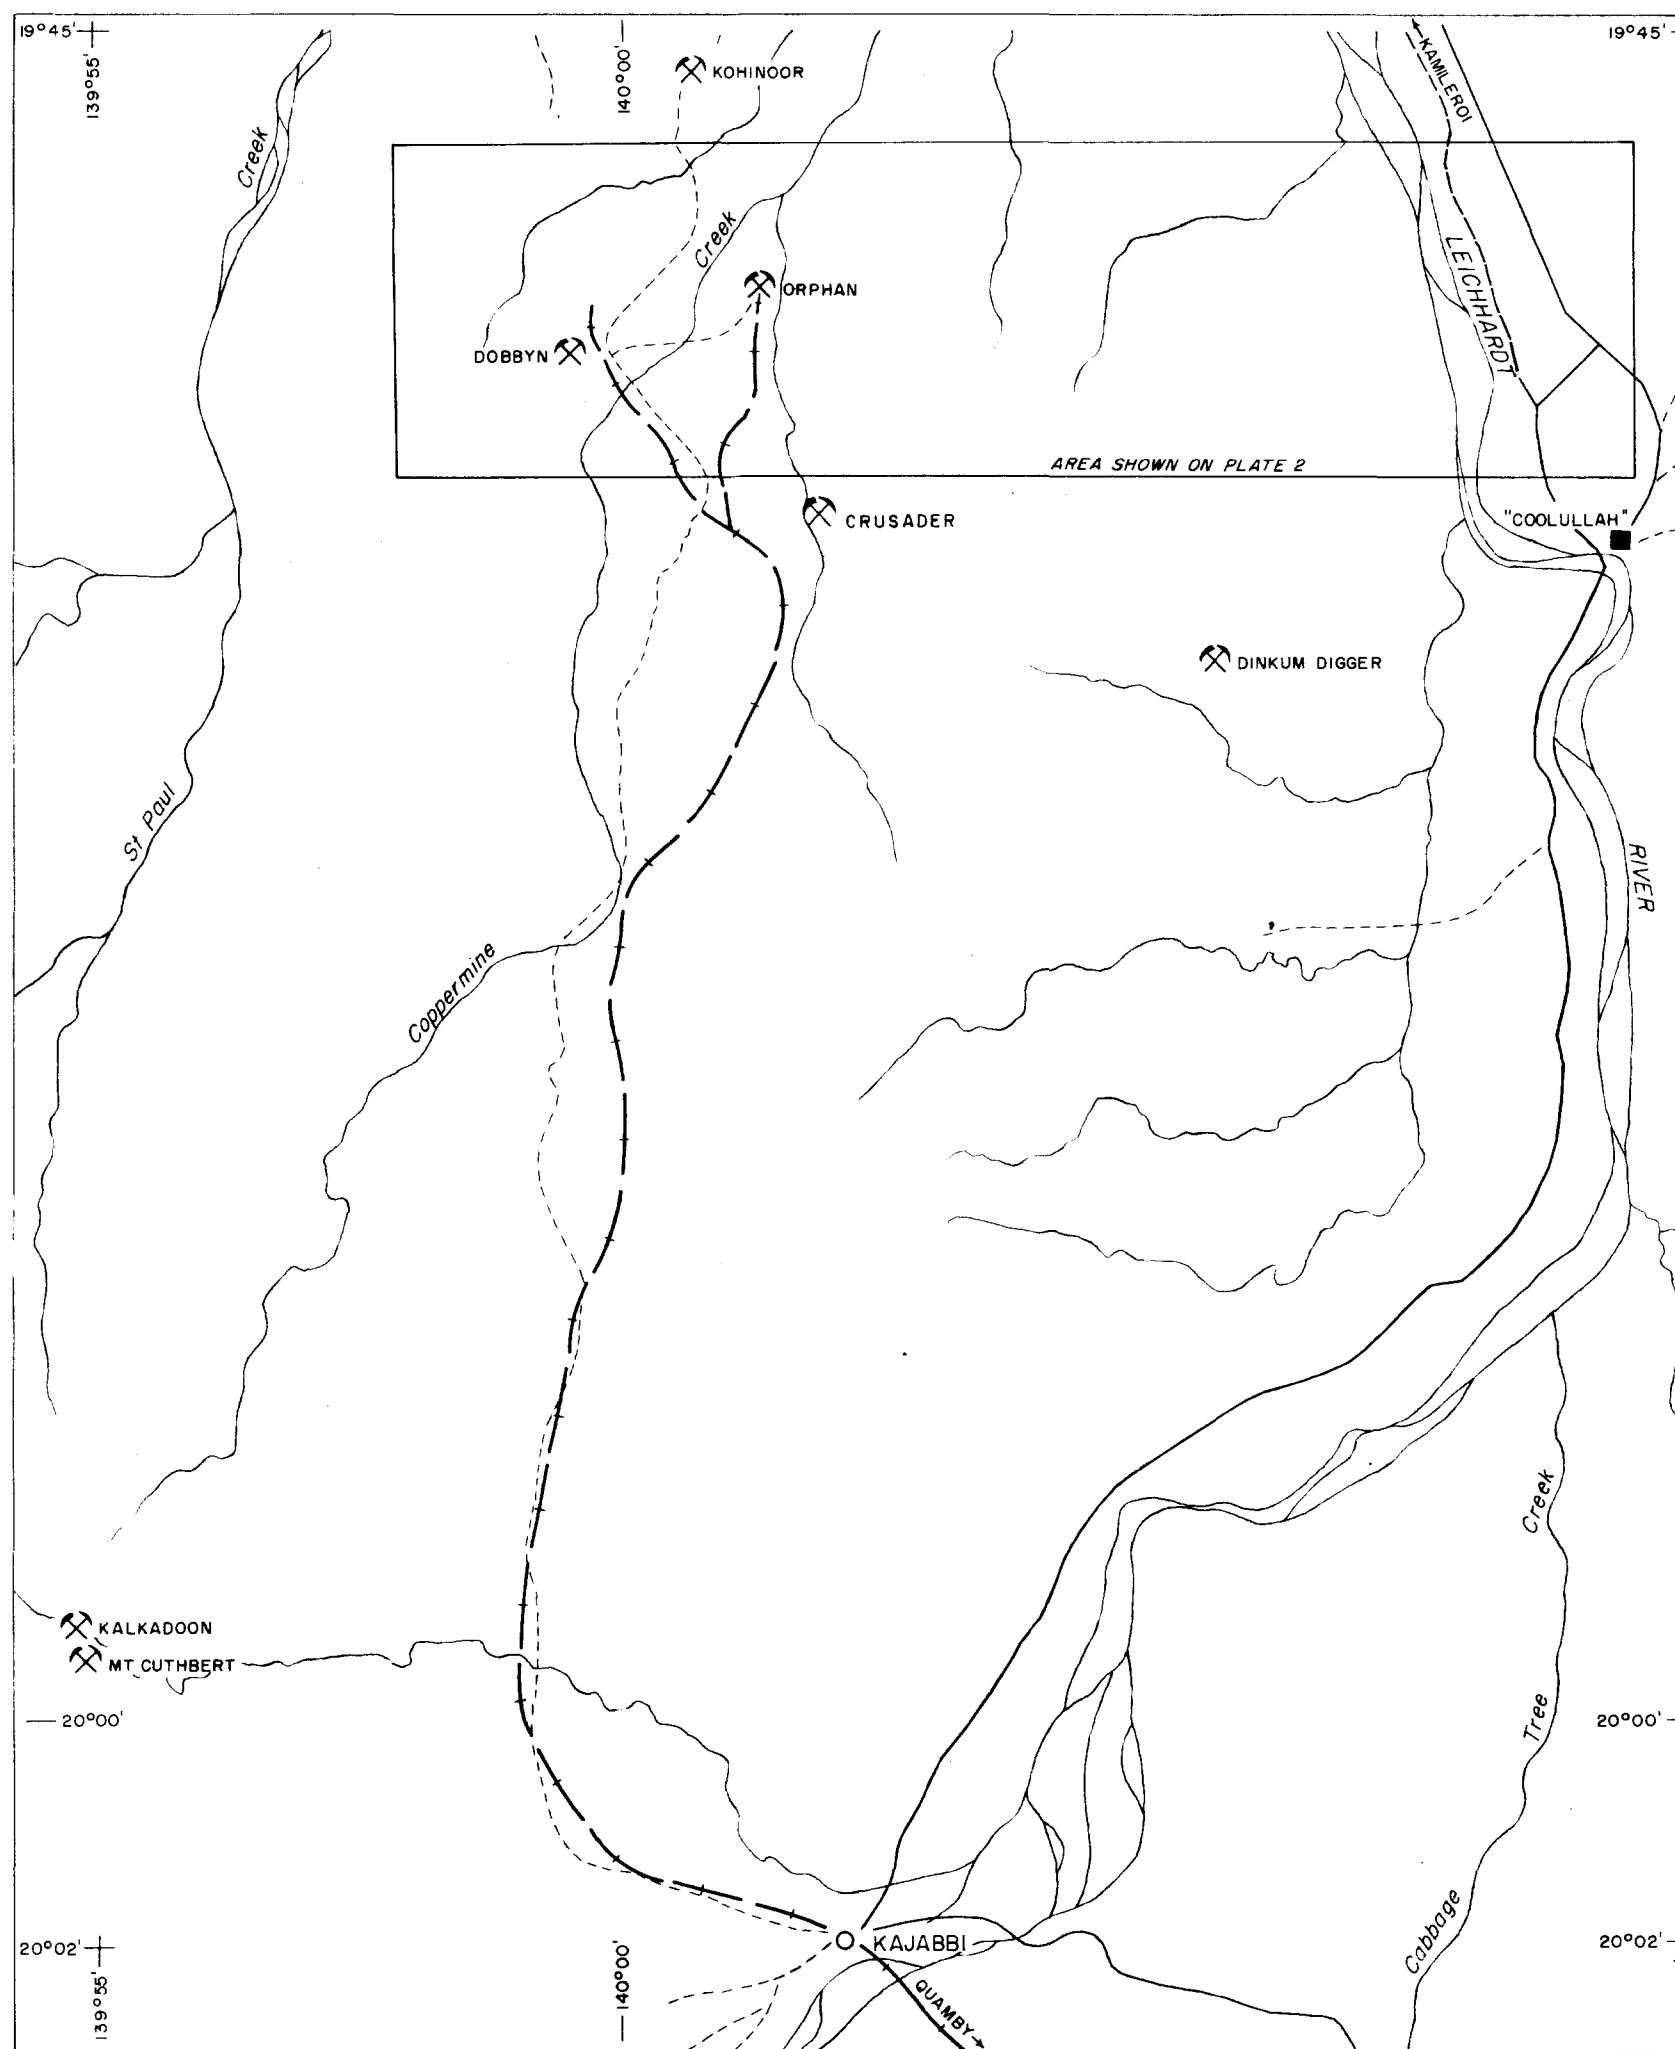 19°45'
19°45'
139°55'
140°00'
KOHINOOR
KAMILEROI
Creek
Creek
LEICHHARDT
ORPHAN
DOBBYN
AREA SHOWN ON PLATE 2
CRUSADER
"COOLULLAH"
DINKUM DIGGER
St Paul
RIVER
Coppermine
Creek
KALKADOON
MT CUTHBERT
20°00'
20°00'
Tree
Cabbage
KAJABBI
20°02'
20°02'
139°55'
140°00'
QUAMBY